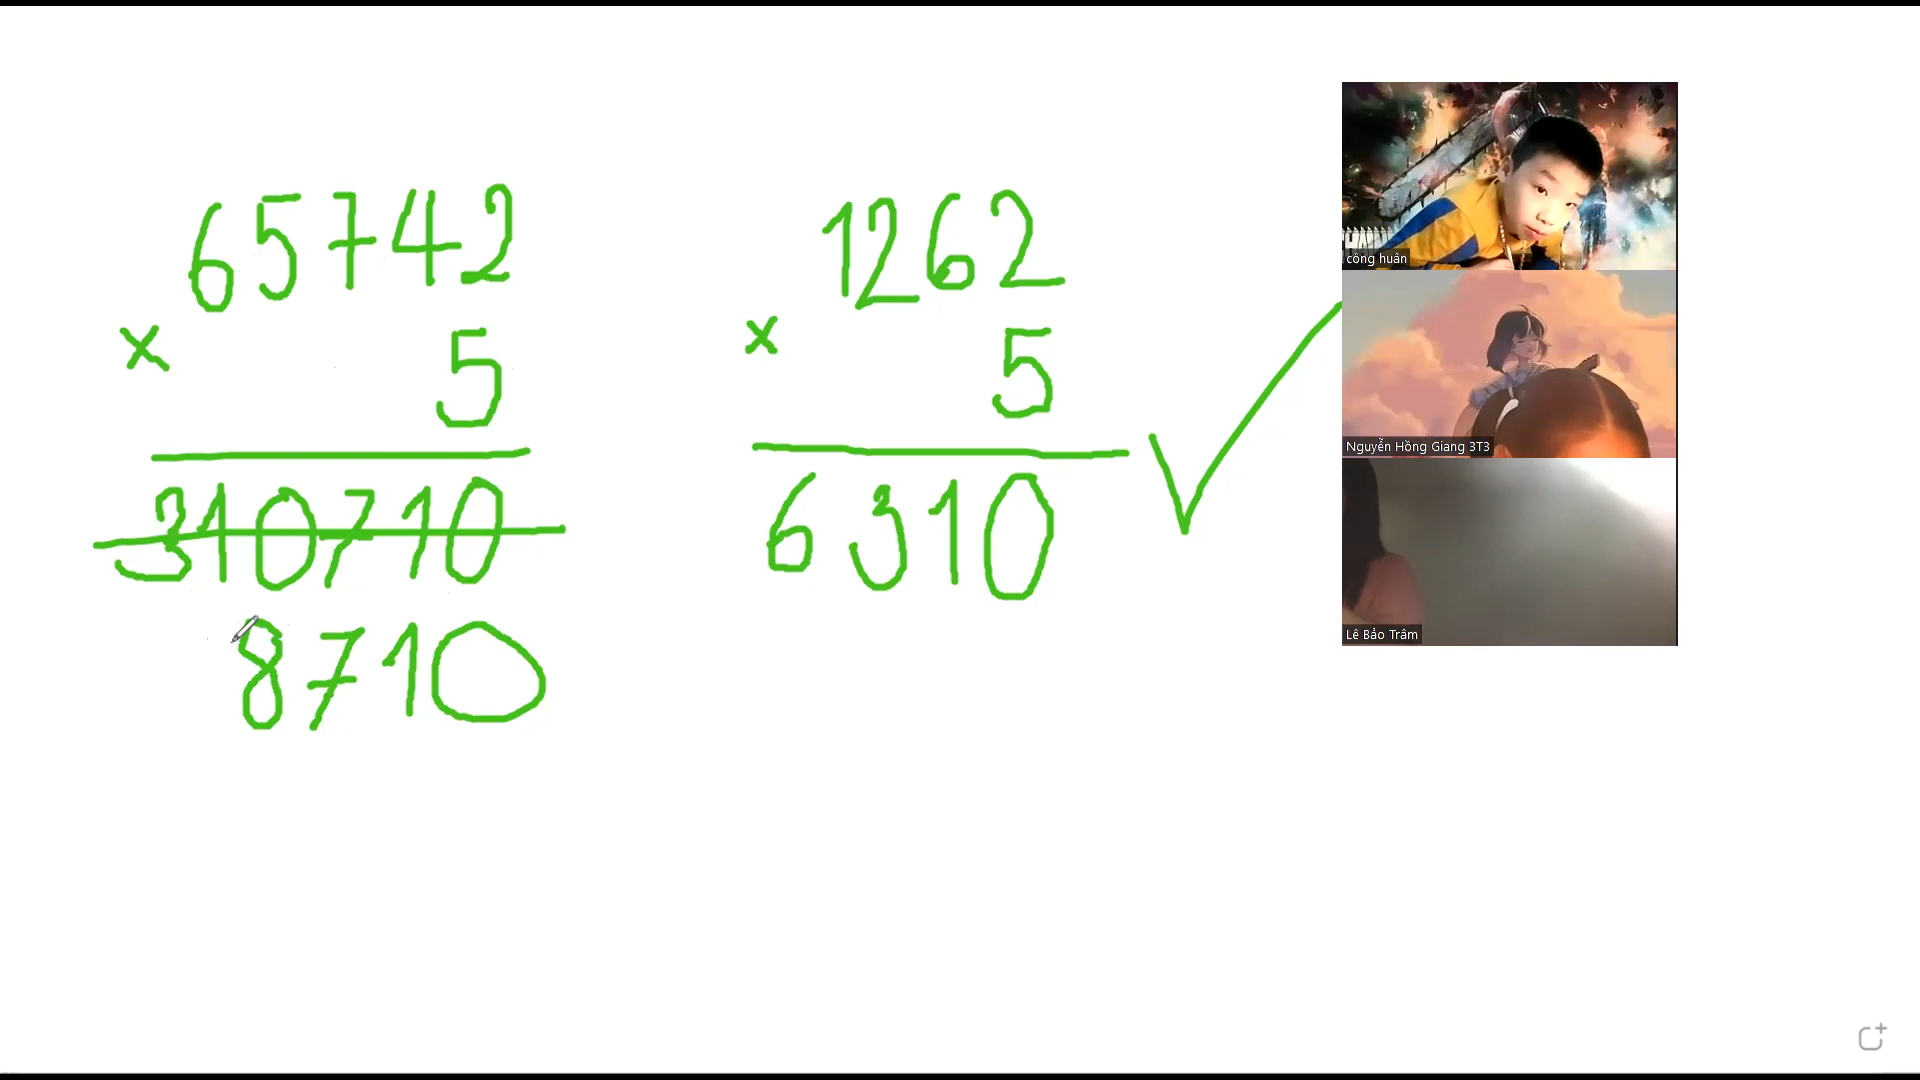 65742
x
5
310710
8710
1262
x
5
6310
công huân
Nguyễn Hồng Giang 3T3
Lê Bảo Trâm